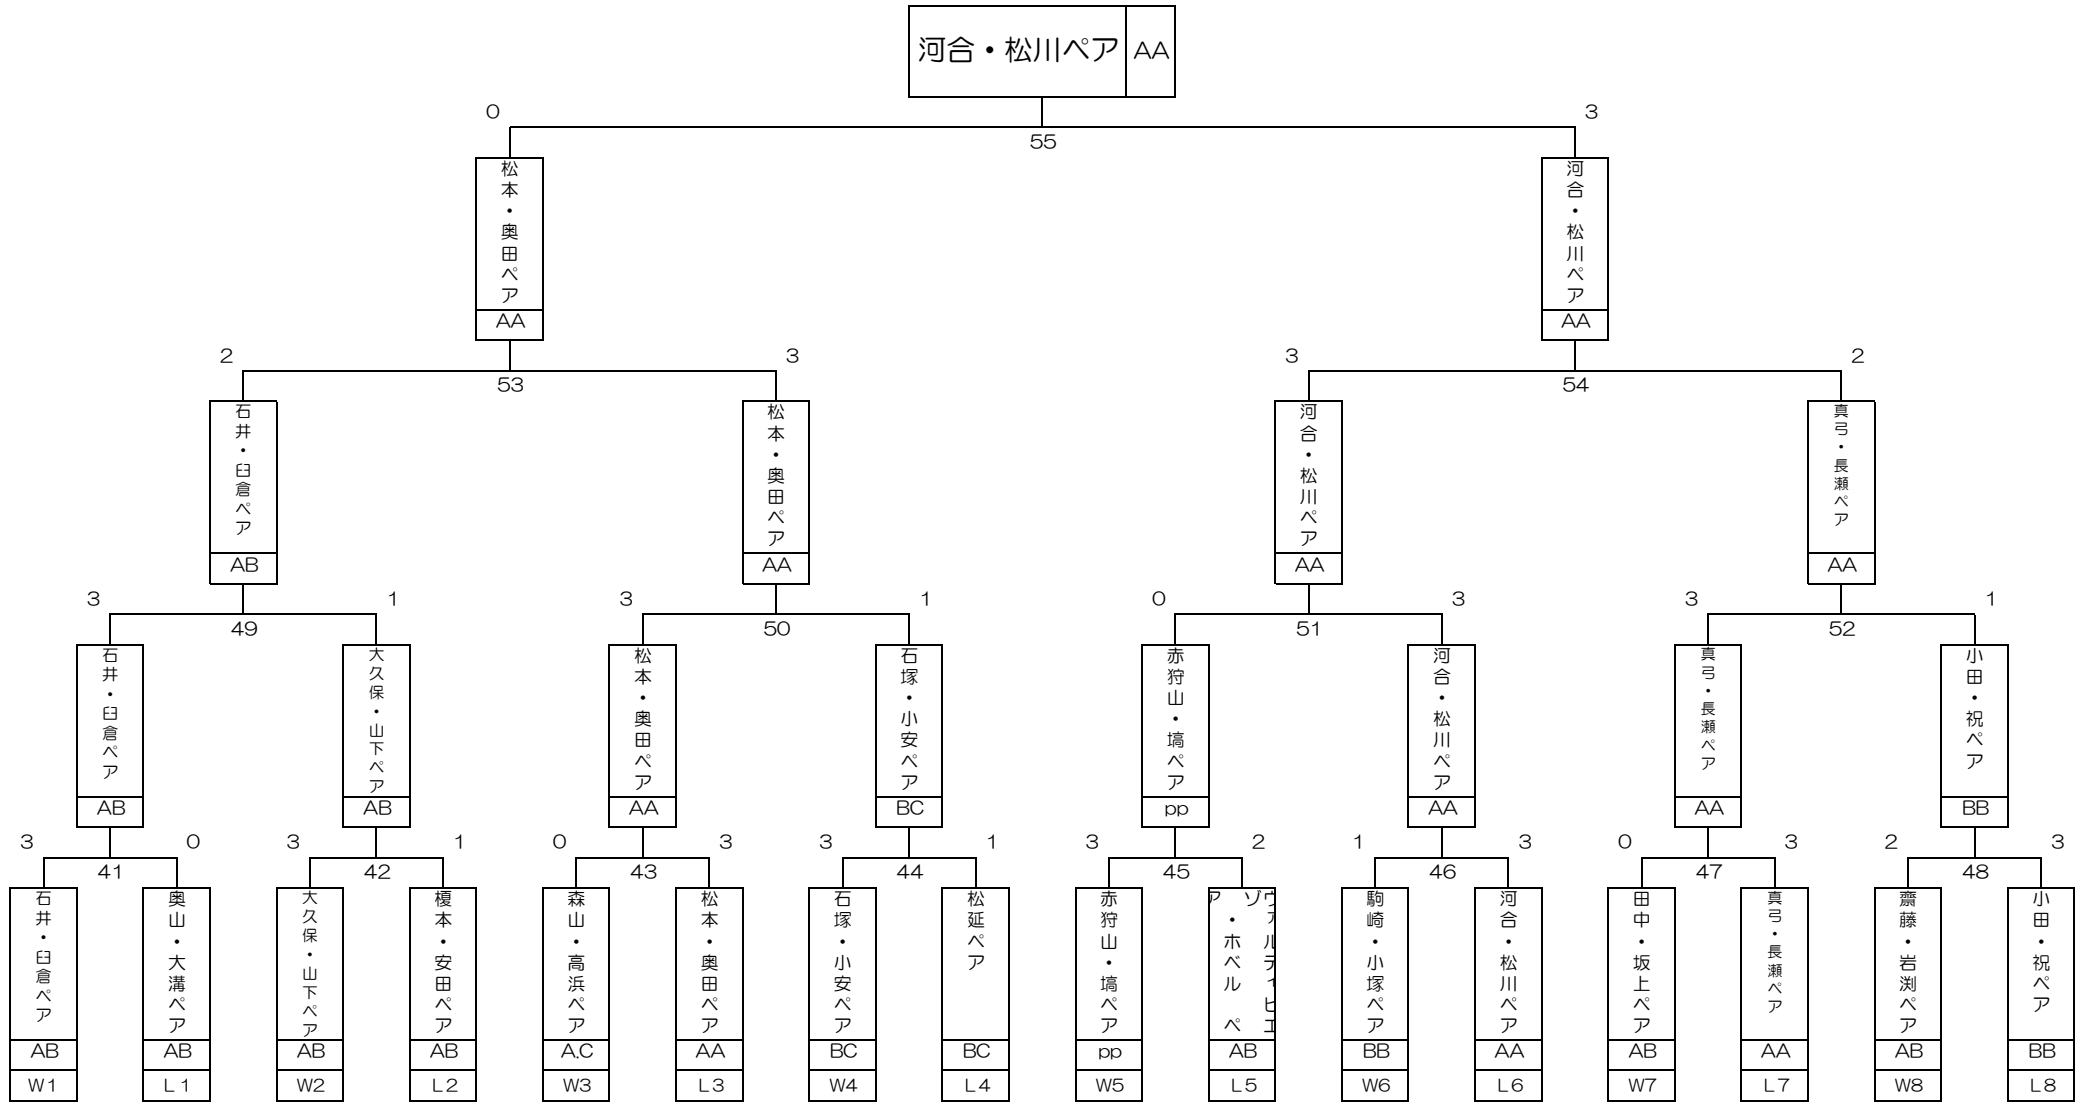 河合・松川ペア AA
0 3
55
松本・奥田ペア 河合・松川ペア
AA AA
2 3 3 2
53 54
石井・臼倉ペア 松本・奥田ペア 河合・松川ペア 真弓・長瀬ペア
AB AA AA AA
3 1 3 1 0 3 3 1
49 50 51 52
石井・臼倉ペア 大久保・山下ペア 松本・奥田ペア 石塚・小安ペア 赤狩山・塙ペア 河合・松川ペア 真弓・長瀬ペア 小田・祝ペア
AB AB AA BC pp AA AA BB
3 0 3 1 0 3 3 1 3 2 1 3 0 3 2 3
41 42 43 44 45 46 47 48
石井・臼倉ペア 奥山・大溝ペア 大久保・山下ペア 榎本・安田ペア 森山・高浜ペア 松本・奥田ペア 石塚・小安ペア 松延ペア 赤狩山・塙ペア ヴァルディビエゾ・ホベル ペア 駒崎・小塚ペア 河合・松川ペア 田中・坂上ペア 真弓・長瀬ペア 齋藤・岩渕ペア 小田・祝ペア
AB AB AB AB A.C AA BC BC pp AB BB AA AB AA AB BB
W1 L1 W2 L2 W3 L3 W4 L4 W5 L5 W6 L6 W7 L7 W8 L8